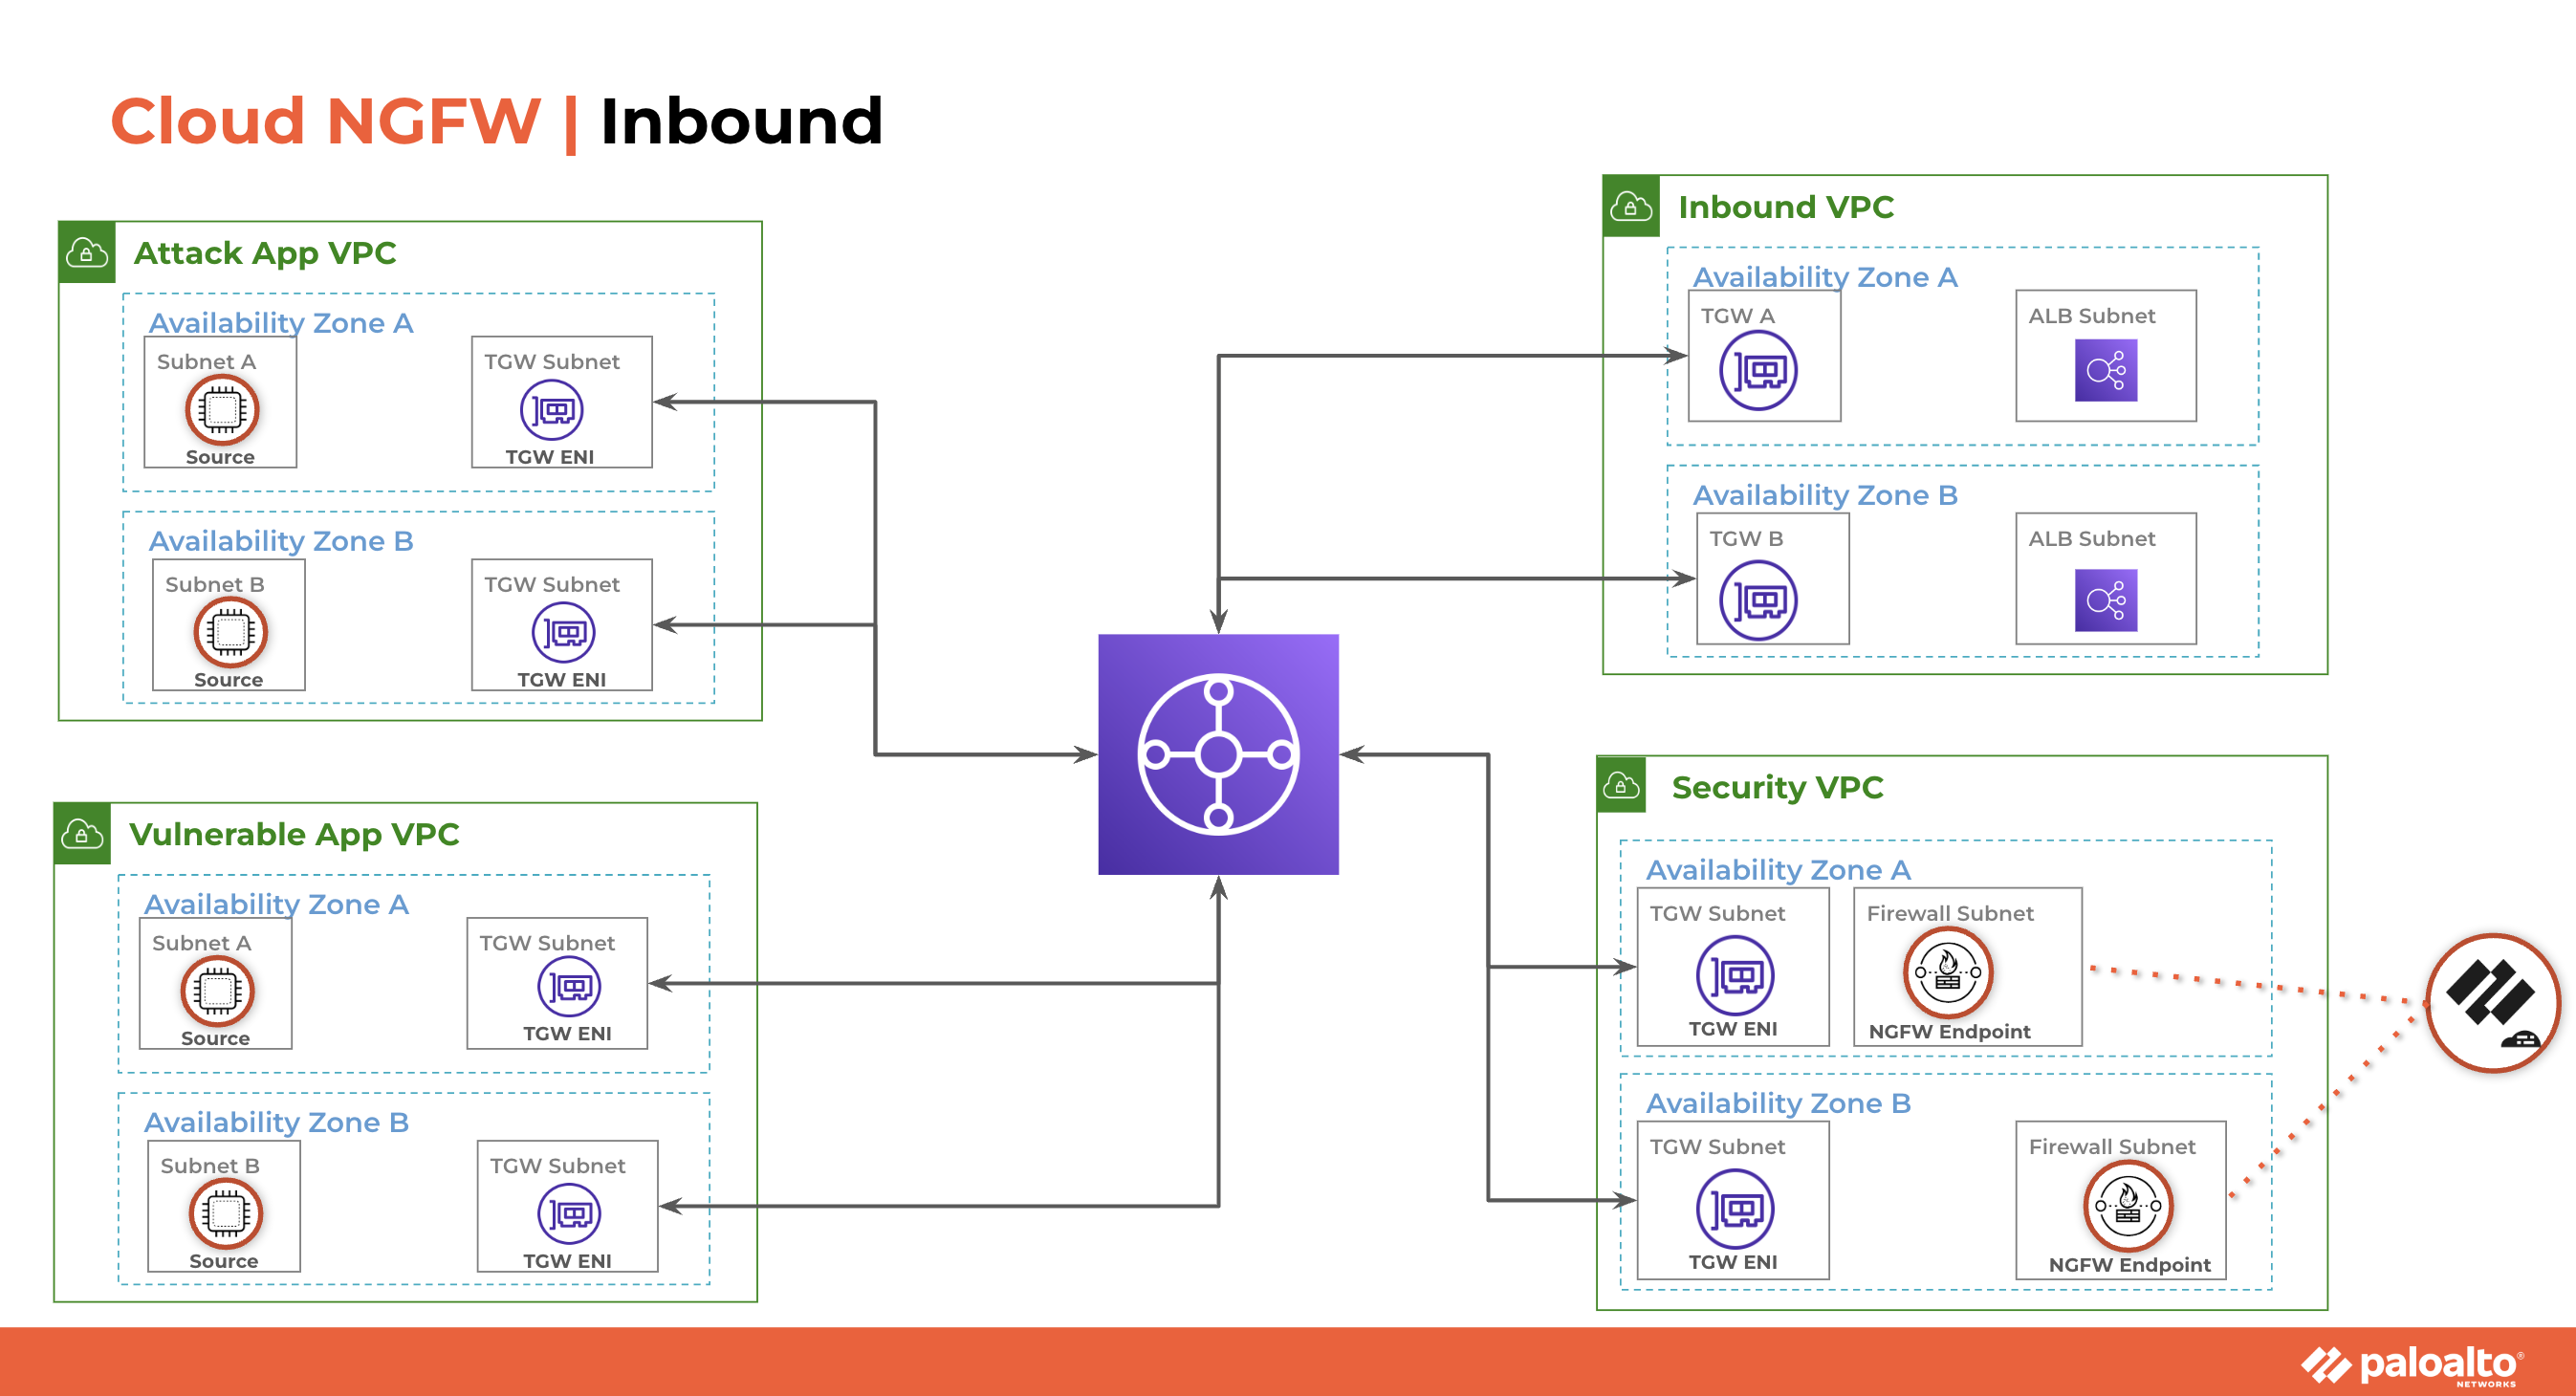 Cloud NGFW | Inbound
Attack App VPC
Availability Zone A
Subnet A
Source
TGW Subnet
TGW ENI
Availability Zone B
Subnet B
Source
TGW Subnet
TGW ENI
Vulnerable App VPC
Availability Zone A
Subnet A
Source
TGW Subnet
TGW ENI
Availability Zone B
Subnet B
Source
TGW Subnet
TGW ENI
Inbound VPC
Availability Zone A
TGW A
ALB Subnet
Availability Zone B
TGW B
ALB Subnet
Security VPC
Availability Zone A
TGW Subnet
TGW ENI
Firewall Subnet
NGFW Endpoint
Availability Zone B
TGW Subnet
TGW ENI
Firewall Subnet
NGFW Endpoint
paloalto®
NETWORKS